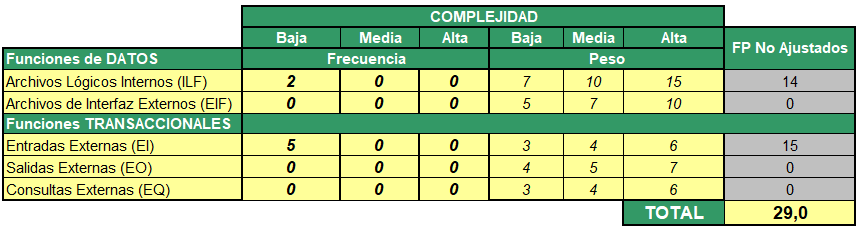 COMPLEJIDAD
Baja Media Alta Baja Media Alta FP No Ajustados
Funciones de DATOS Frecuencia Peso
Archivos Lógicos Internos (ILF) 2 0 0 7 10 15 14
Archivos de Interfaz Externos (EIF) 0 0 0 5 7 10 0
Funciones TRANSACCIONALES
Entradas Externas (EI) 5 0 0 3 4 6 15
Salidas Externas (EO) 0 0 0 4 5 7 0
Consultas Externas (EQ) 0 0 0 3 4 6 0
TOTAL 29,0